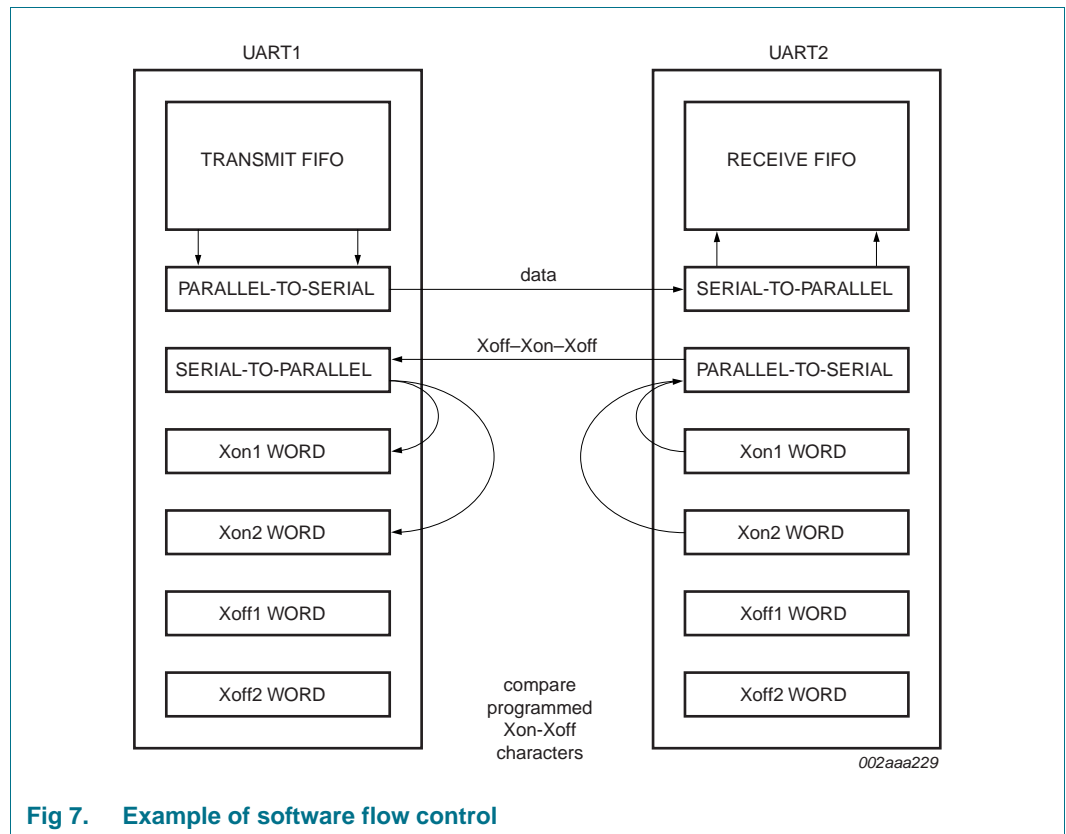 UART1
UART2
TRANSMIT FIFO
RECEIVE FIFO
PARALLEL-TO-SERIAL
data
SERIAL-TO-PARALLEL
SERIAL-TO-PARALLEL
Xoff–Xon–Xoff
PARALLEL-TO-SERIAL
Xon1 WORD
Xon1 WORD
Xon2 WORD
Xon2 WORD
Xoff1 WORD
Xoff1 WORD
Xoff2 WORD
Xoff2 WORD
compare
programmed
Xon-Xoff
characters
002aaa229
Fig 7. Example of software flow control